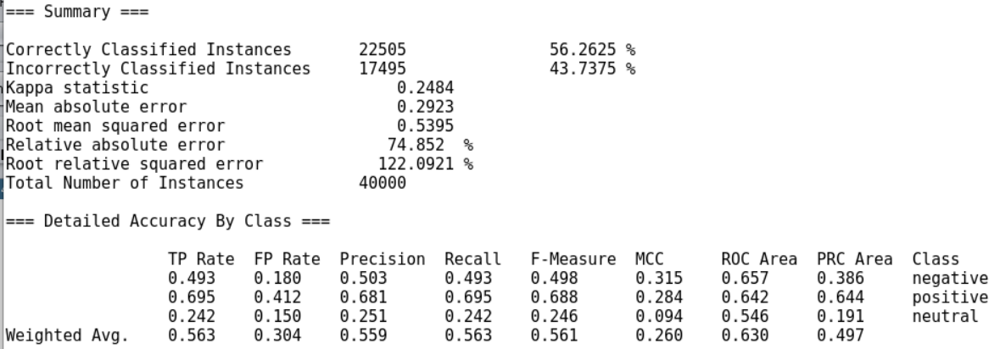 === Summary ===
Correctly Classified Instances 22505 56.2625 %
Incorrectly Classified Instances 17495 43.7375 %
Kappa statistic 0.2484
Mean absolute error 0.2923
Root mean squared error 0.5395
Relative absolute error 74.852 %
Root relative squared error 122.0921 %
Total Number of Instances 40000
=== Detailed Accuracy By Class ===
TP Rate FP Rate Precision Recall F-Measure MCC ROC Area PRC Area Class
0.493 0.180 0.503 0.493 0.498 0.315 0.657 0.386 negative
0.695 0.412 0.681 0.695 0.688 0.284 0.642 0.644 positive
0.242 0.150 0.251 0.242 0.246 0.094 0.546 0.191 neutral
Weighted Avg. 0.563 0.304 0.559 0.563 0.561 0.260 0.630 0.497